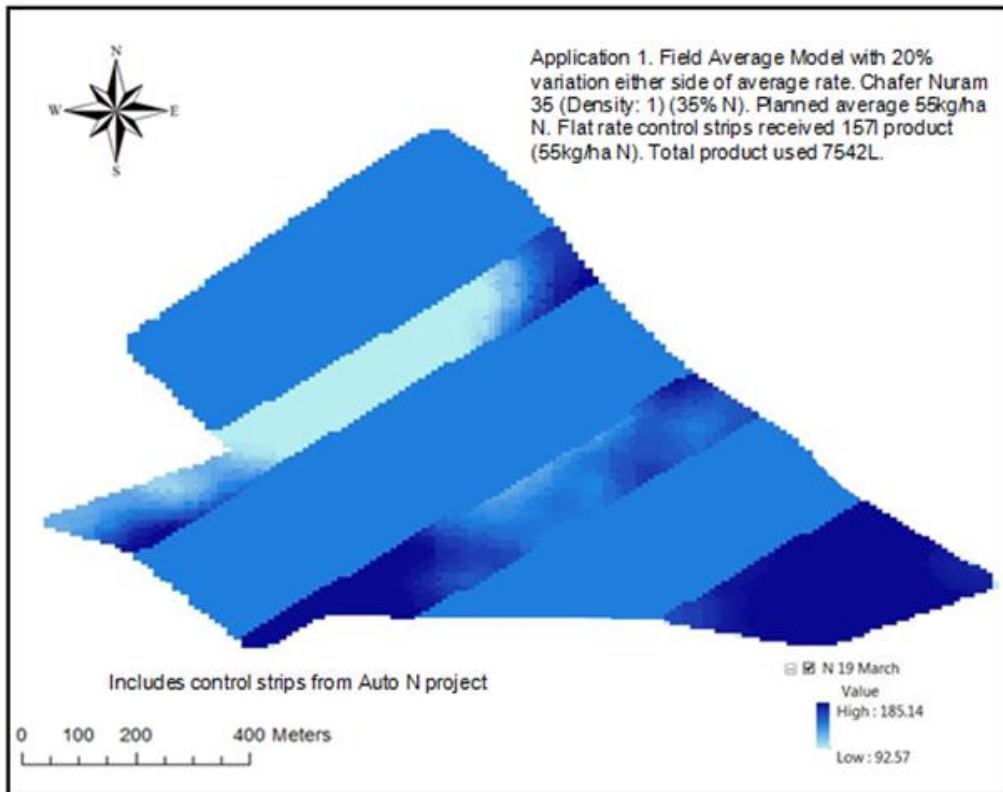 N
W E
S
Application 1. Field Average Model with 20%
variation either side of average rate. Chafer Nuram
35 (Density: 1) (35% N). Planned average 55kg/ha
N. Flat rate control strips received 157l product
(55kg/ha N). Total product used 7542L.
Includes control strips from Auto N project
0 100 200 400 Meters
N 19 March
Value
High : 185.14
Low : 92.57